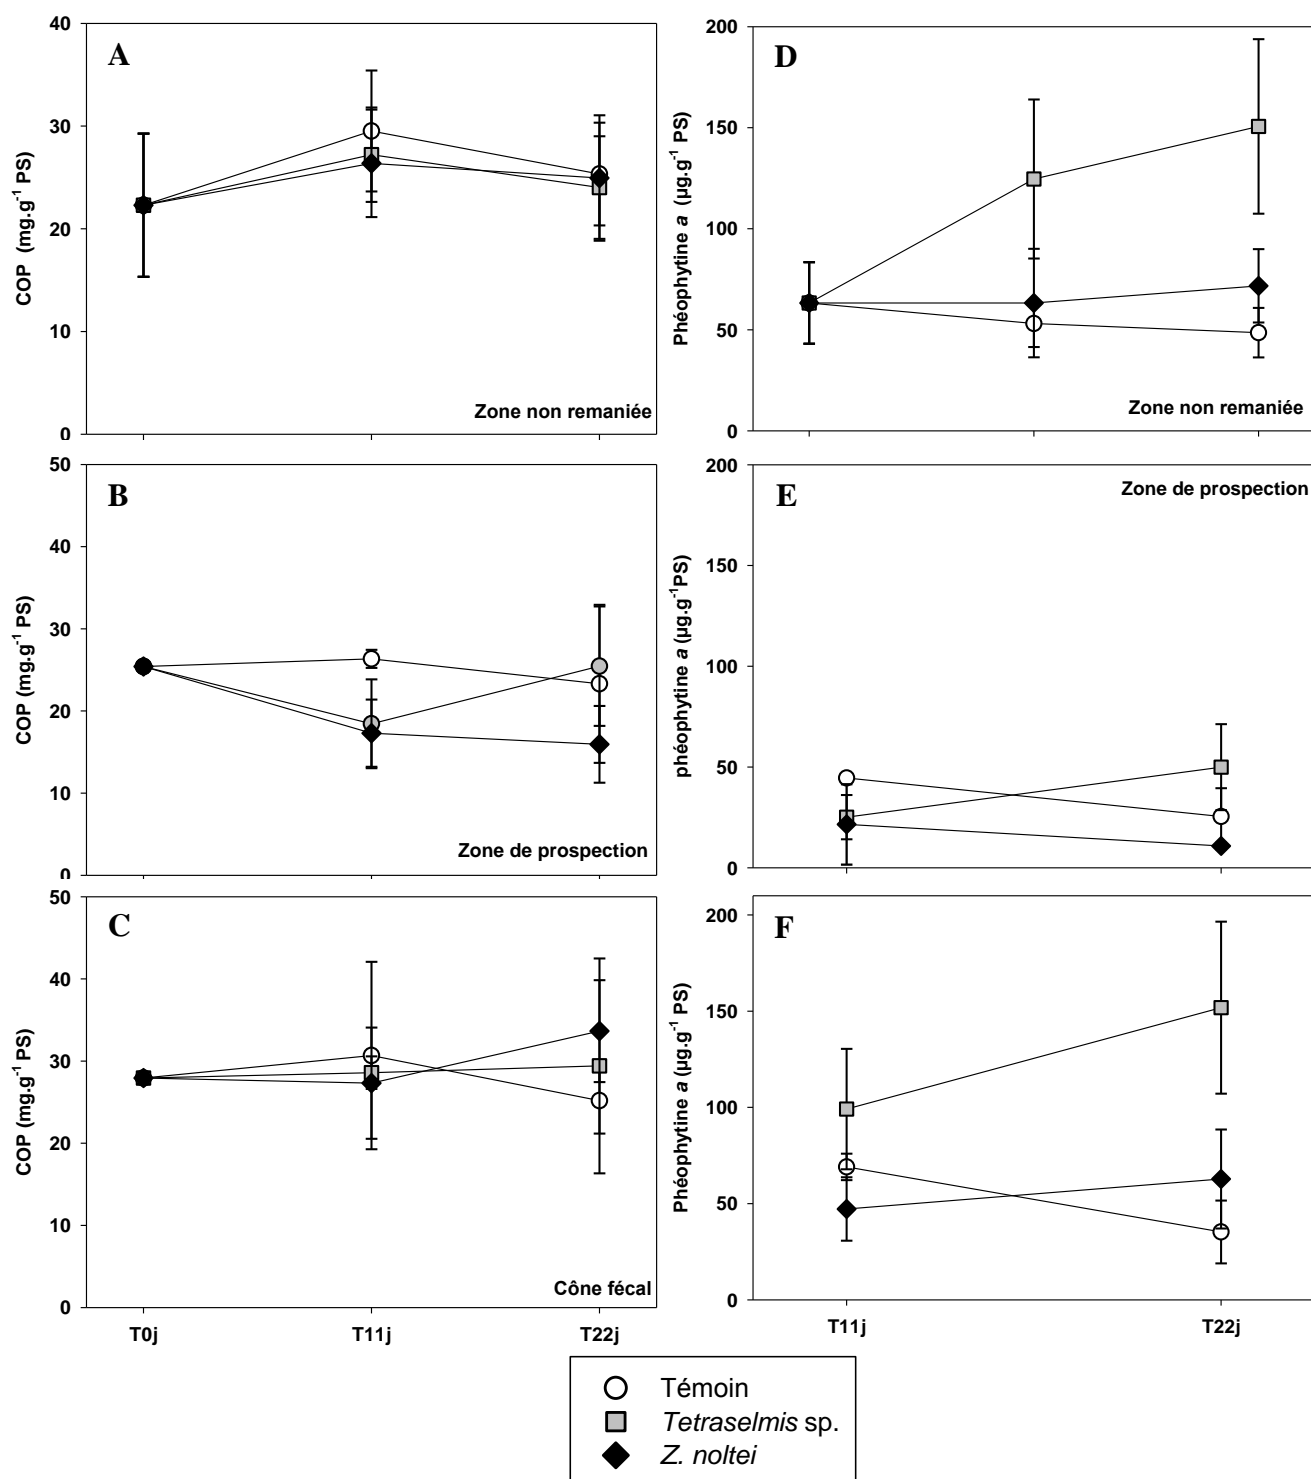 A
COP (mg.g-1 PS)
40
30
20
10
0
Zone non remaniée
D
Phéophytine a (µg.g-1 PS)
200
150
100
50
0
Zone non remaniée
B
COP (mg.g-1 PS)
50
40
30
20
10
0
Zone de prospection
E
Zone de prospection
phéophytine a (µg.g-1PS)
200
150
100
50
0
C
COP (mg.g-1 PS)
50
40
30
20
10
0
Cône fécal
T0j T11j T22j
F
Phéophytine a (µg.g-1 PS)
200
150
100
50
0
T11j T22j
Témoin
Tetraselmis sp.
Z. noltei